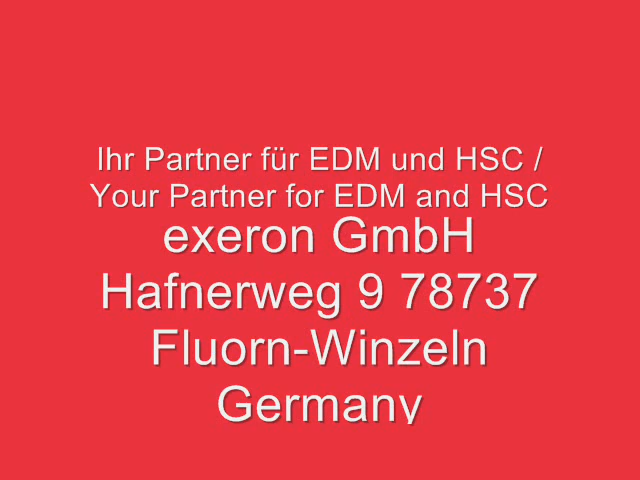 Ihr Partner für EDM und HSC /
Your Partner for EDM and HSC
exeron GmbH
Hafnerweg 9 78737
Fluorn-Winzeln
Germany